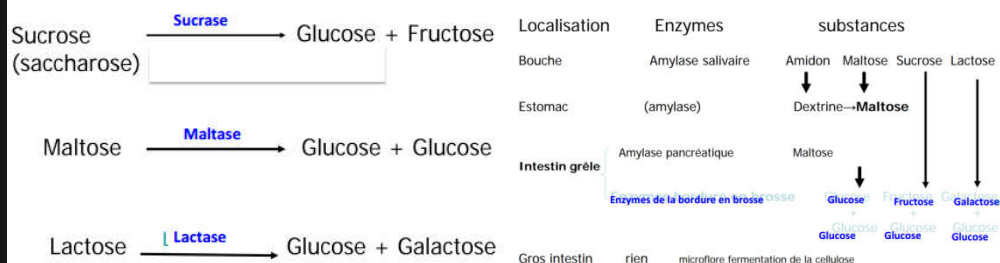 Sucrase
Sucrose
(saccharose)
Glucose + Fructose
Maltase
Maltose
Glucose + Glucose
Lactase
Lactose
Glucose + Galactose
Localisation Enzymes substances
Bouche Amylase salivaire Amidon Maltose Sucrose Lactose
Estomac (amylase) Dextrine→Maltose
Amylase pancréatique Maltose
Intestin grêle
Enzymes de la bordure en brosse Glucose Fructose Galactose
+ + +
Glucose Glucose Glucose
Gros intestin rien microflore fermentation de la cellulose